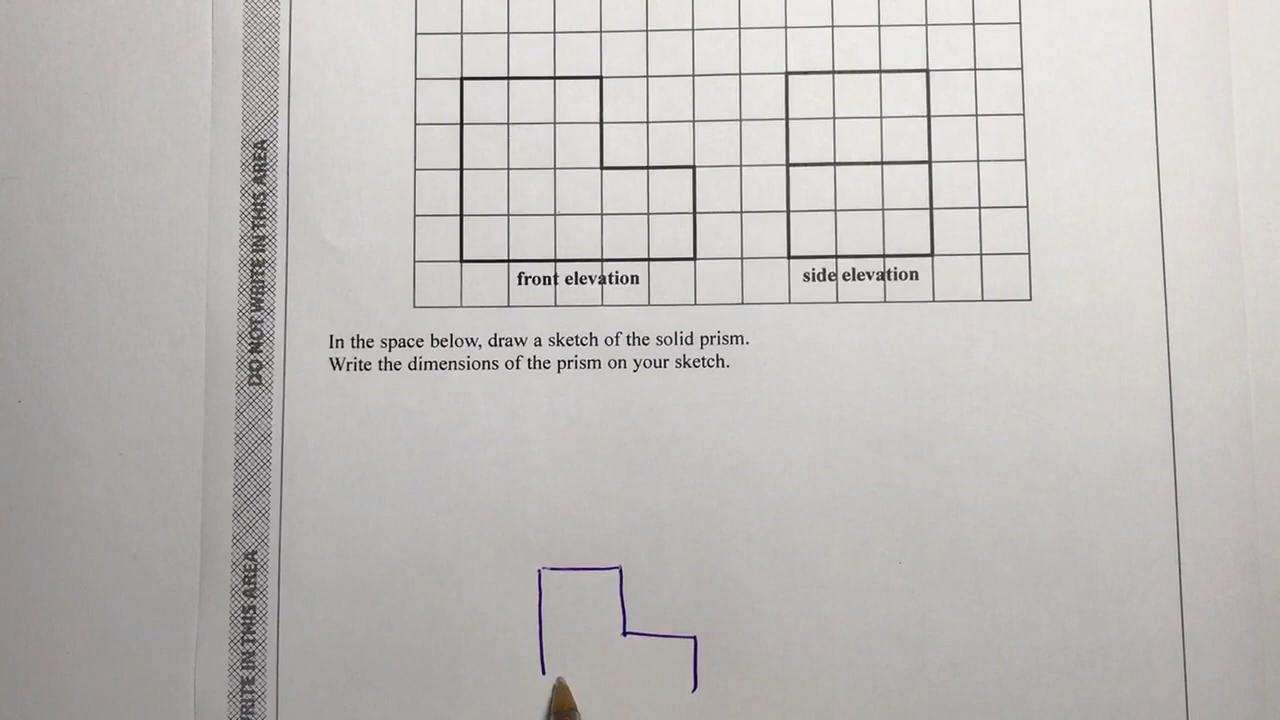 DO NOT WRITE IN THIS AREA
front elevation
side elevation
In the space below, draw a sketch of the solid prism.
Write the dimensions of the prism on your sketch.
WRITE IN THIS AREA